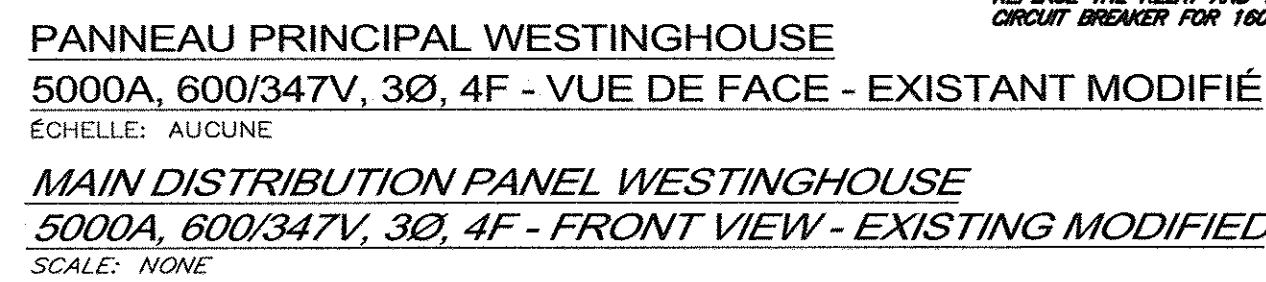 CIRCUIT BREAKER FOR 160
PANNEAU PRINCIPAL WESTINGHOUSE
5000A, 600/347V, 3Ø, 4F - VUE DE FACE - EXISTANT MODIFIÉ
ÉCHELLE: AUCUNE
MAIN DISTRIBUTION PANEL WESTINGHOUSE
5000A, 600/347V, 3Ø, 4F - FRONT VIEW - EXISTING MODIFIED
SCALE: NONE